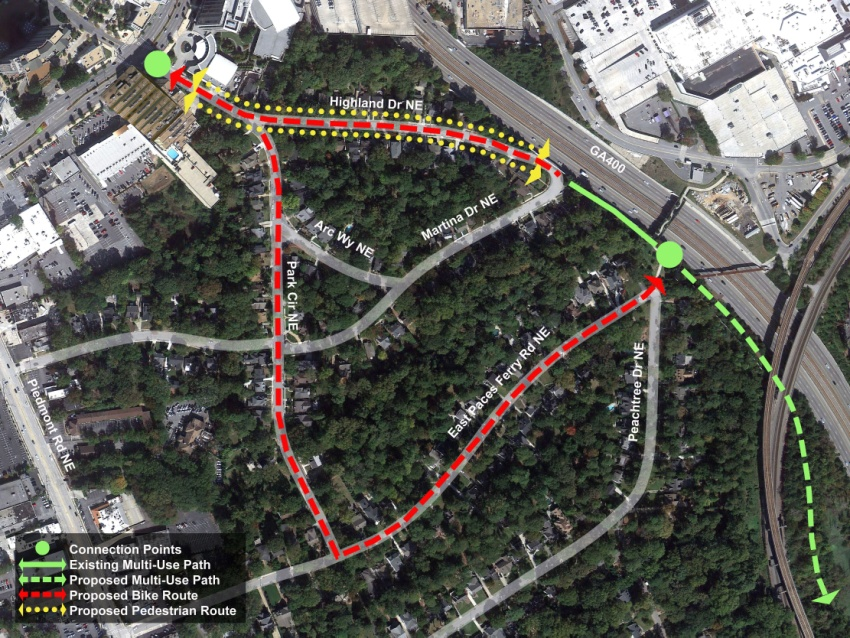 Highland Dr NE
GA400
Martina Dr NE
Arc Wy NE
Park Cir NE
East Paces Ferry Rd NE
Peachtree Dr NE
Piedmont Rd NE
Connection Points
Existing Multi-Use Path
Proposed Multi-Use Path
Proposed Bike Route
Proposed Pedestrian Route